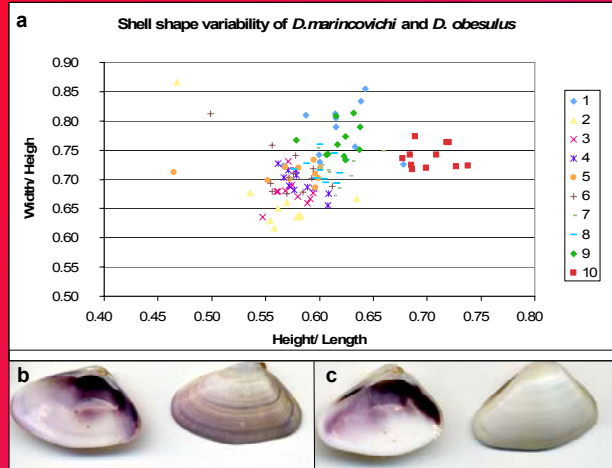 a
Shell shape variability of D.marincovichi and D. obesulus
Width/ Heigh
0.90
0.85
0.80
0.75
0.70
0.65
0.60
0.55
0.50
0.40 0.45 0.50 0.55 0.60 0.65 0.70 0.75 0.80
Height/ Length
1
2
3
4
5
6
7
8
9
10
b
c